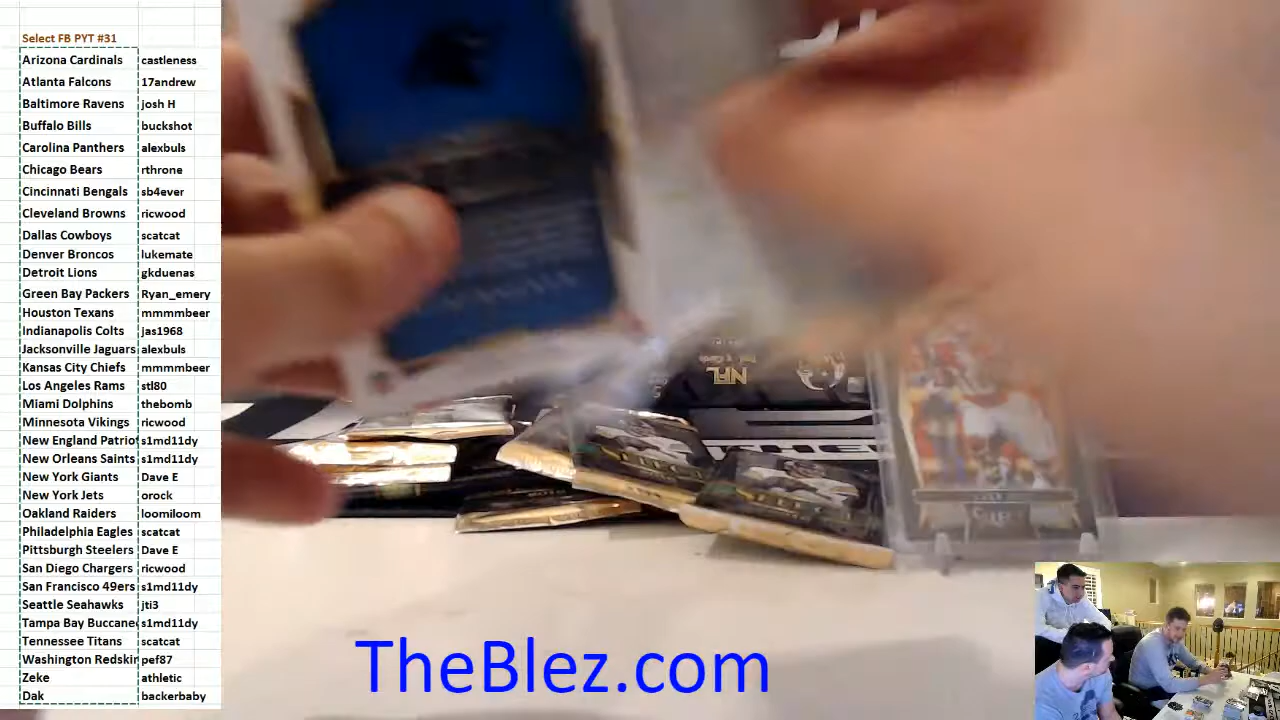 Select FB PYT #31
Arizona Cardinals castleness
Atlanta Falcons 17andrew
Baltimore Ravens josh H
Buffalo Bills buckshot
Carolina Panthers alexbuls
Chicago Bears rthrone
Cincinnati Bengals sb4ever
Cleveland Browns ricwood
Dallas Cowboys scatcat
Denver Broncos lukemate
Detroit Lions gkduenas
Green Bay Packers Ryan_emery
Houston Texans mmmmbeer
Indianapolis Colts jas1968
Jacksonville Jaguars alexbuls
Kansas City Chiefs mmmmbeer
Los Angeles Rams stl80
Miami Dolphins thebomb
Minnesota Vikings ricwood
New England Patriot s1md11dy
New Orleans Saints s1md11dy
New York Giants Dave E
New York Jets orock
Oakland Raiders loomiloom
Philadelphia Eagles scatcat
Pittsburgh Steelers Dave E
San Diego Chargers ricwood
San Francisco 49ers s1md11dy
Seattle Seahawks jti3
Tampa Bay Buccane s1md11dy
Tennessee Titans scatcat
Washington Redskin pef87
Zeke athletic
Dak backerbaby
NFL
TheBlez.com